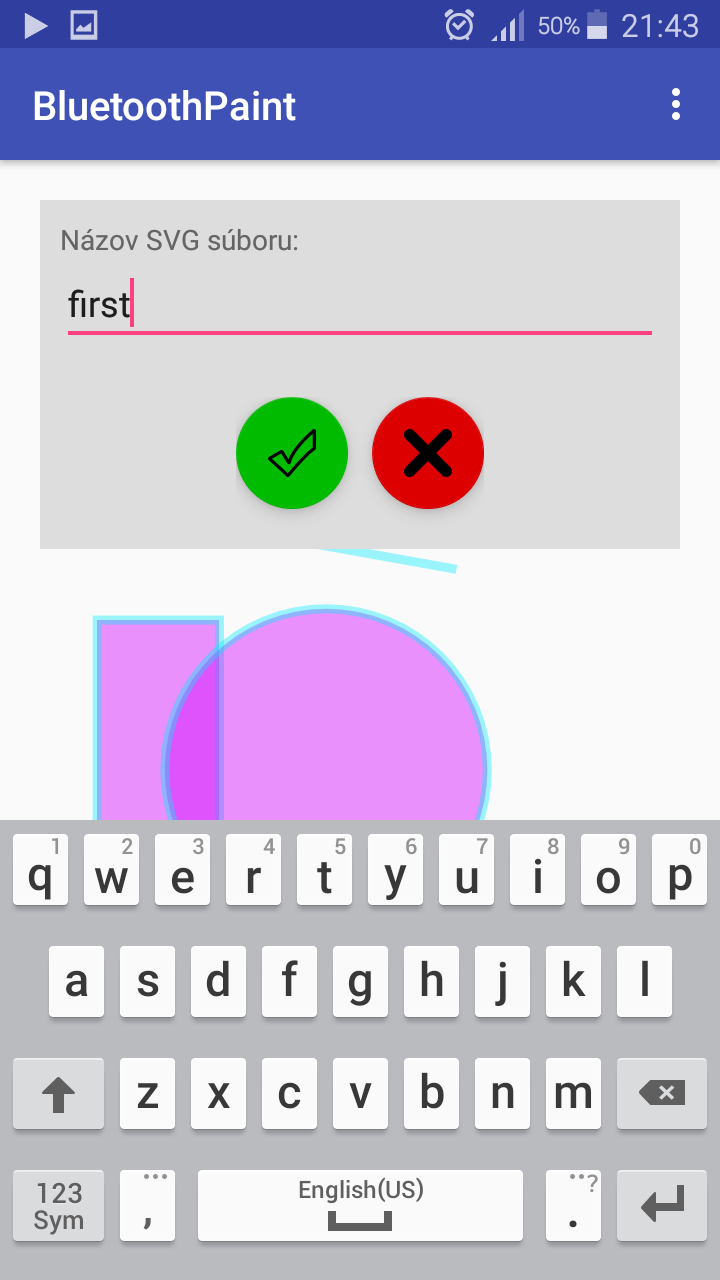 50% 21:43
BluetoothPaint
Názov SVG súboru:
first
1 2 3 4 5 6 7 8 9 0
q w e r t y u i o p
a s d f g h j k l
z x c v b n m
123 Sym , English(US) . ?